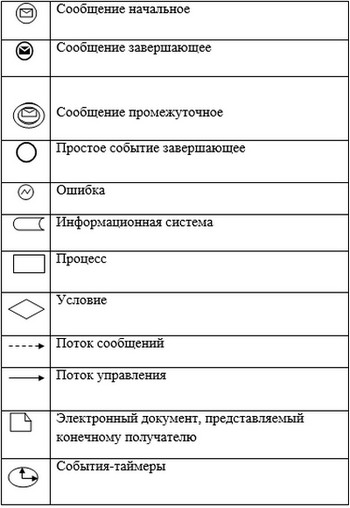 Сообщение начальное
Сообщение завершающее
Сообщение промежуточное
Простое событие завершающее
Ошибка
Информационная система
Процесс
Условие
Поток сообщений
Поток управления
Электронный документ, представляемый
конечному получателю
События-таймеры